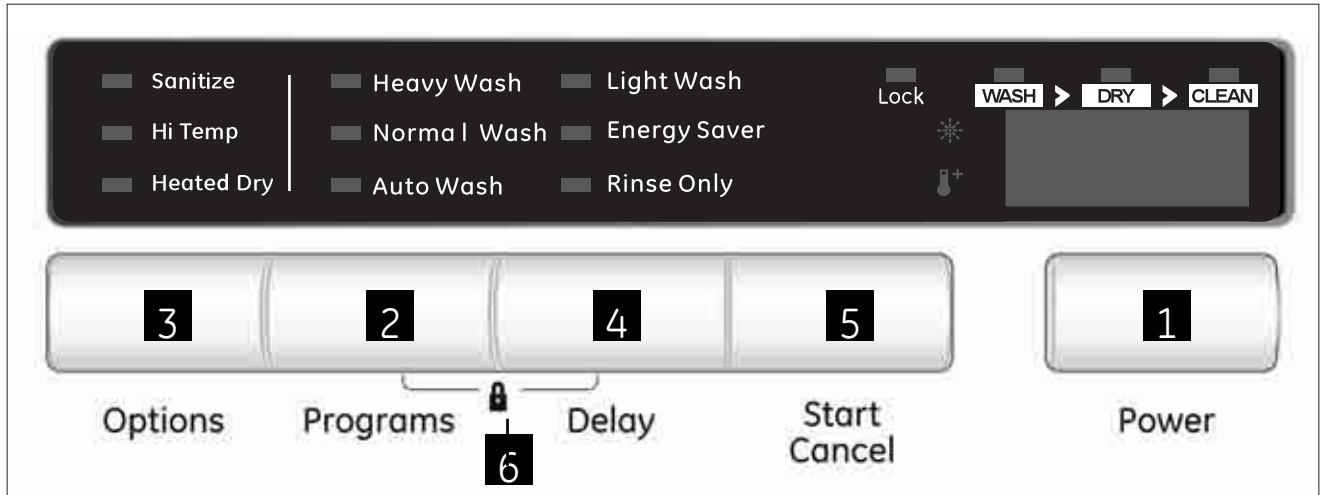 Sanitize
Hi Temp
Heated Dry
Heavy Wash
Normal Wash
Auto Wash
Light Wash
Energy Saver
Rinse Only
Lock
WASH > DRY > CLEAN
3 2 4 5 1
Options Programs Delay Start Cancel Power
6